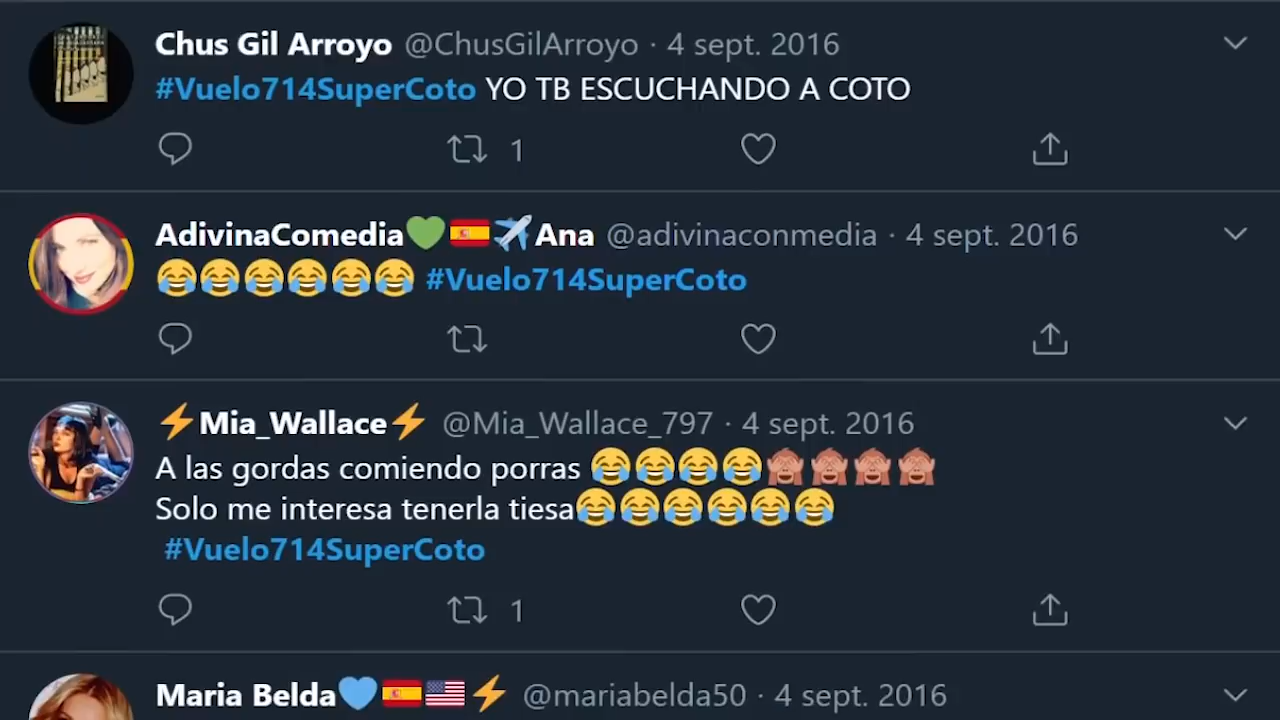 Chus Gil Arroyo @ChusGilArroyo · 4 sept. 2016
#Vuelo714SuperCoto YO TB ESCUCHANDO A COTO
1
AdivinaComedia💚🇪🇸✈️Ana @adivinaconmedia · 4 sept. 2016
😂😂😂😂😂😂 #Vuelo714SuperCoto
⚡Mia_Wallace⚡ @Mia_Wallace_797 · 4 sept. 2016
A las gordas comiendo porras 😂😂😂😂🙈🙈🙈🙈
Solo me interesa tenerla tiesa😂😂😂😂😂😂
#Vuelo714SuperCoto
1
Maria Belda💙🇪🇸🇺🇸⚡ @mariabelda50 · 4 sept. 2016